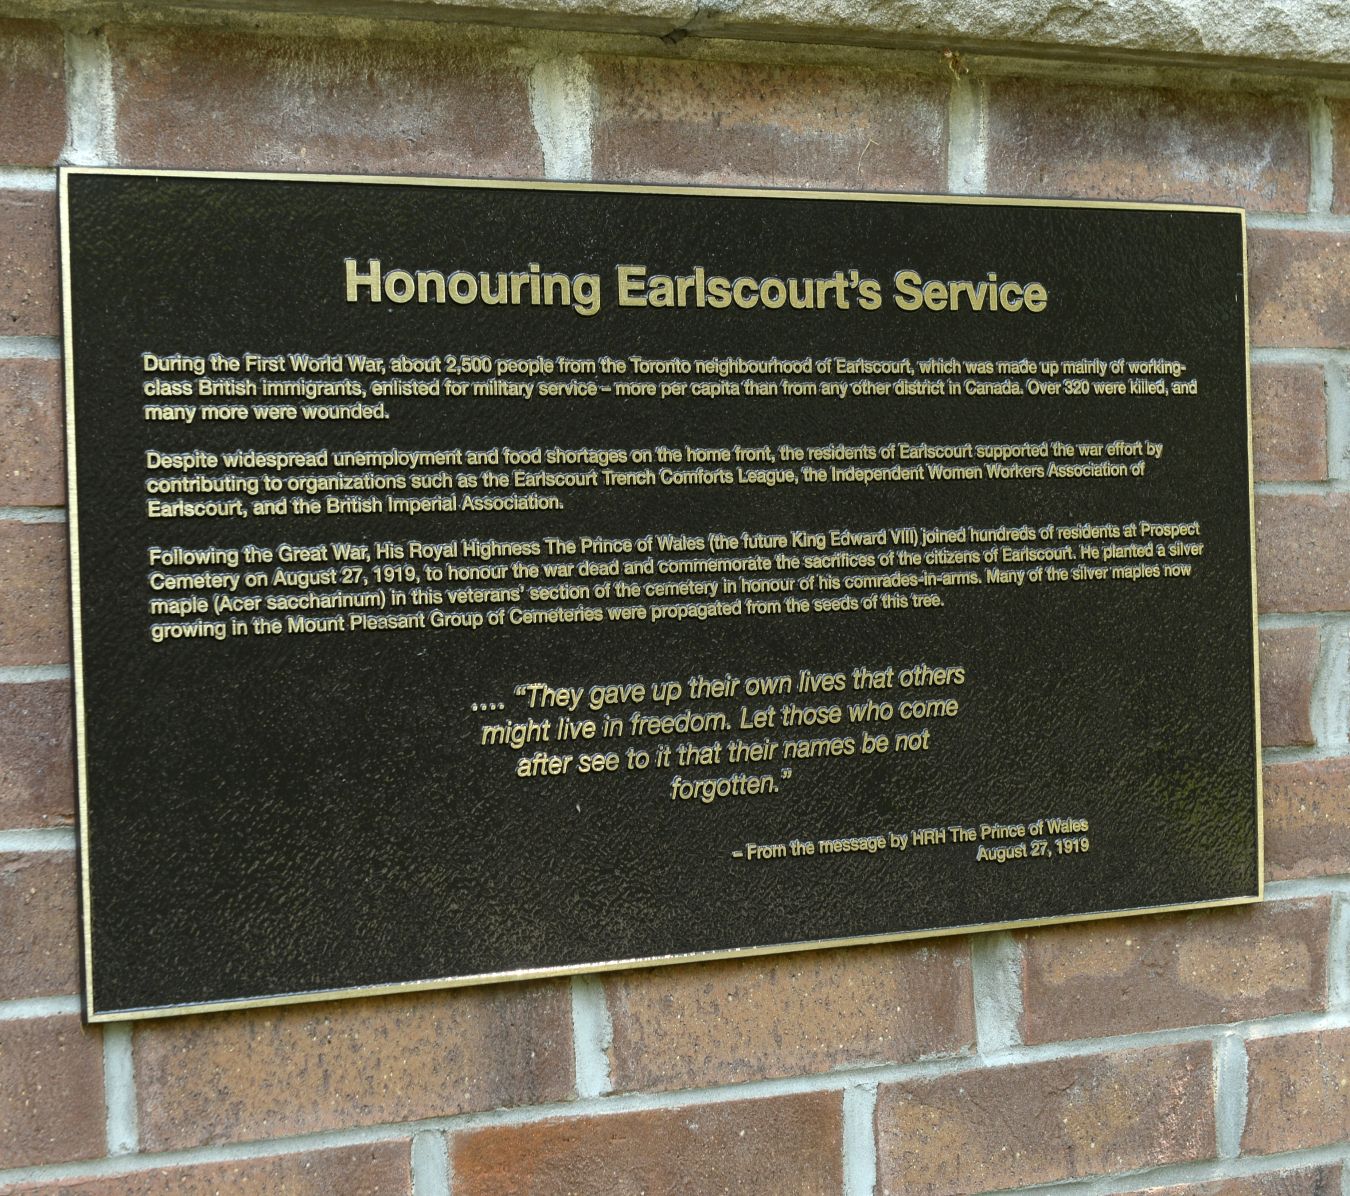 Honouring Earlscourt's Service
During the First World War, about 2,500 people from the Toronto neighbourhood of Earlscourt, which was made up mainly of working-
class British immigrants, enlisted for military service – more per capita than from any other district in Canada. Over 320 were killed, and
many more were wounded.
Despite widespread unemployment and food shortages on the home front, the residents of Earlscourt supported the war effort by
contributing to organizations such as the Earlscourt Trench Comforts League, the Independent Women Workers Association of
Earlscourt, and the British Imperial Association.
Following the Great War, His Royal Highness The Prince of Wales (the future King Edward VIII) joined hundreds of residents at Prospect
Cemetery on August 27, 1919, to honour the war dead and commemorate the sacrifices of the citizens of Earlscourt. He planted a silver
maple (Acer saccharinum) in this veterans' section of the cemetery in honour of his comrades-in-arms. Many of the silver maples now
growing in the Mount Pleasant Group of Cemeteries were propagated from the seeds of this tree.
.... “They gave up their own lives that others
might live in freedom. Let those who come
after see to it that their names be not
forgotten.”
– From the message by HRH The Prince of Wales
August 27, 1919